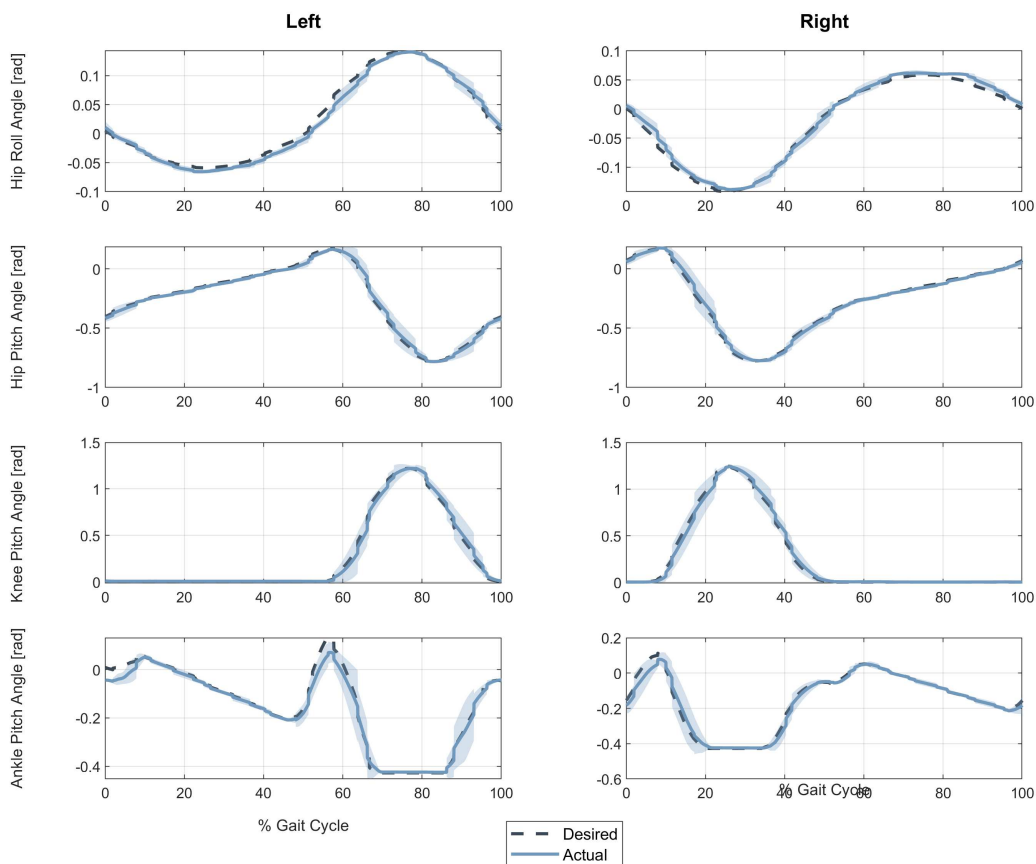 Left
Right
Hip Roll Angle [rad]
0.1
0.05
0
-0.05
-0.1
0 20 40 60 80 100
0.1
0.05
0
-0.05
-0.1
0 20 40 60 80 100
Hip Pitch Angle [rad]
0
-0.5
-1
0 20 40 60 80 100
0
-0.5
-1
0 20 40 60 80 100
Knee Pitch Angle [rad]
1.5
1
0.5
0
0 20 40 60 80 100
1.5
1
0.5
0
0 20 40 60 80 100
Ankle Pitch Angle [rad]
0
-0.2
-0.4
0 20 40 60 80 100
% Gait Cycle
0.2
0
-0.2
-0.4
-0.6
0 20 40 60 80 100
% Gait Cycle
Desired
Actual